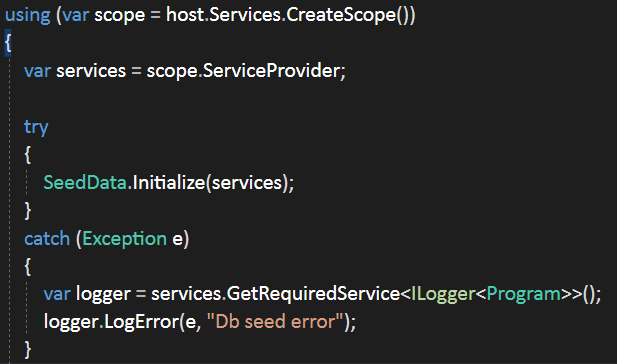 using (var scope = host.Services.CreateScope())
{
var services = scope.ServiceProvider;
try
{
SeedData.Initialize(services);
}
catch (Exception e)
{
var logger = services.GetRequiredService<ILogger<Program>>();
logger.LogError(e, "Db seed error");
}